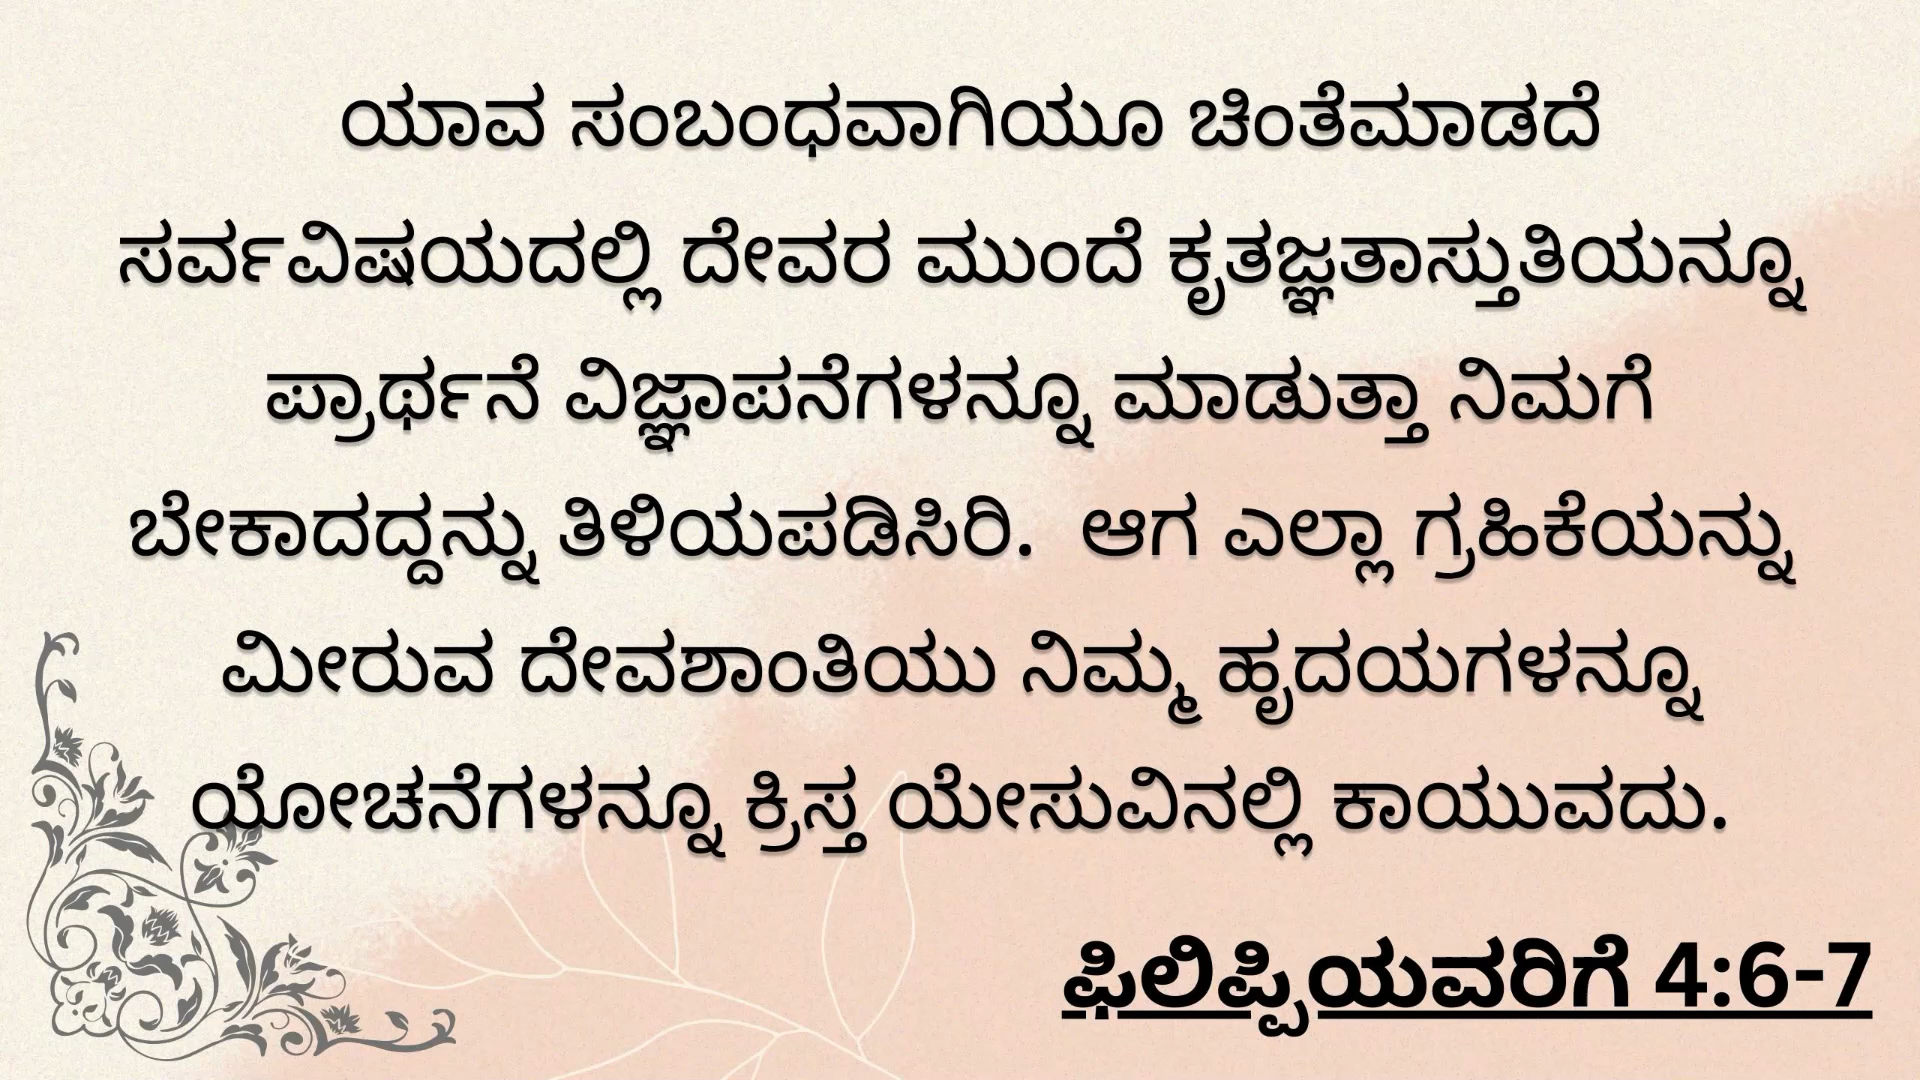 ಯಾವ ಸಂಬಂಧವಾಗಿಯೂ ಚಿಂತೆಮಾಡದೆ
ಸರ್ವವಿಷಯದಲ್ಲಿ ದೇವರ ಮುಂದೆ ಕೃತಜ್ಞತಾಸ್ತುತಿಯನ್ನೂ
ಪ್ರಾರ್ಥನೆ ವಿಜ್ಞಾಪನೆಗಳನ್ನೂ ಮಾಡುತ್ತಾ ನಿಮಗೆ
ಬೇಕಾದದ್ದನ್ನು ತಿಳಿಯಪಡಿಸಿರಿ. ಆಗ ಎಲ್ಲಾ ಗ್ರಹಿಕೆಯನ್ನು
ಮೀರುವ ದೇವಶಾಂತಿಯು ನಿಮ್ಮ ಹೃದಯಗಳನ್ನೂ
ಯೋಚನೆಗಳನ್ನೂ ಕ್ರಿಸ್ತ ಯೇಸುವಿನಲ್ಲಿ ಕಾಯುವದು.
ಫಿಲಿಪ್ಪಿಯವರಿಗೆ 4:6-7